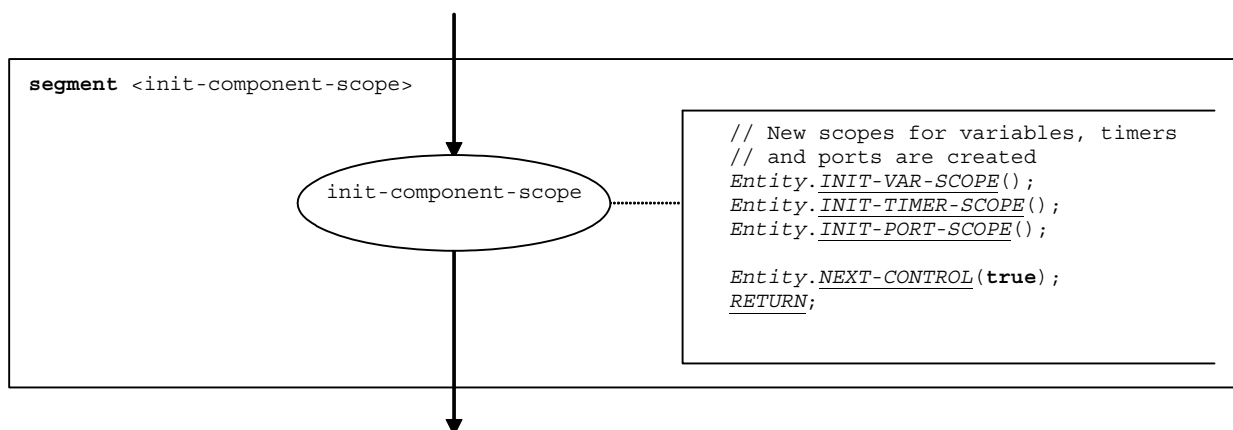 segment <init-component-scope>
init-component-scope
// New scopes for variables, timers
// and ports are created
Entity.INIT-VAR-SCOPE();
Entity.INIT-TIMER-SCOPE();
Entity.INIT-PORT-SCOPE();
Entity.NEXT-CONTROL(true);
RETURN;